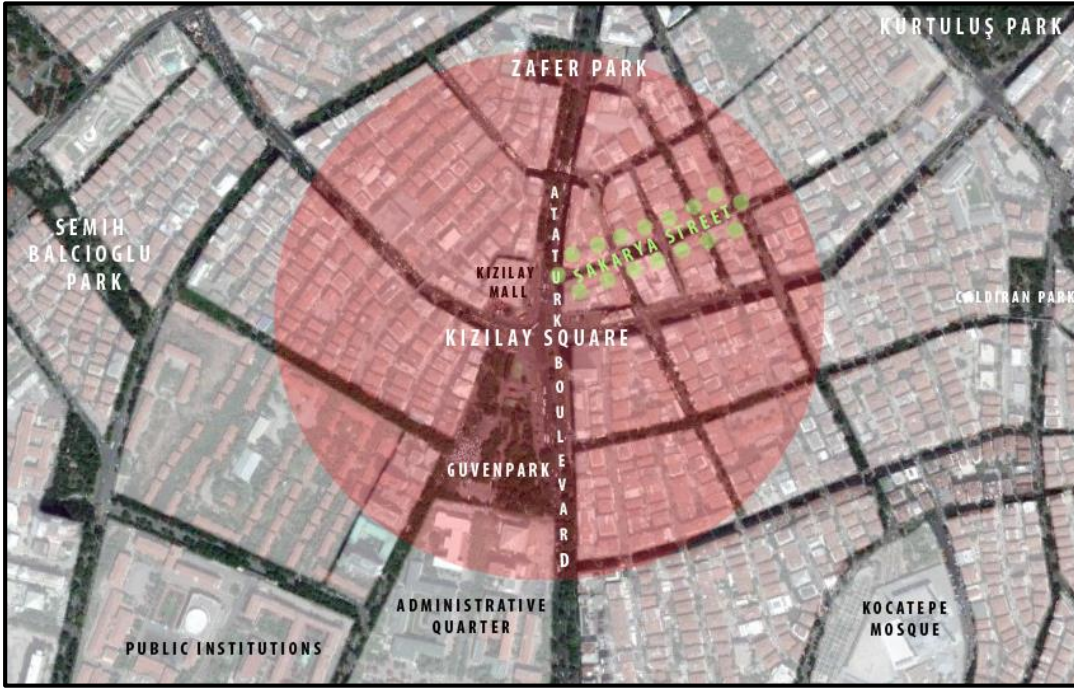 KURTULUŞ PARK
ZAFER PARK
ATATURK BOULEVARD
SAKARYA STREET
SEMIH
BALCIOGLU
PARK
KIZILAY
MALL
CALDIRAN PARK
KIZILAY SQUARE
GUVENPARK
ADMINISTRATIVE
QUARTER
KOCATEPE
MOSQUE
PUBLIC INSTITUTIONS